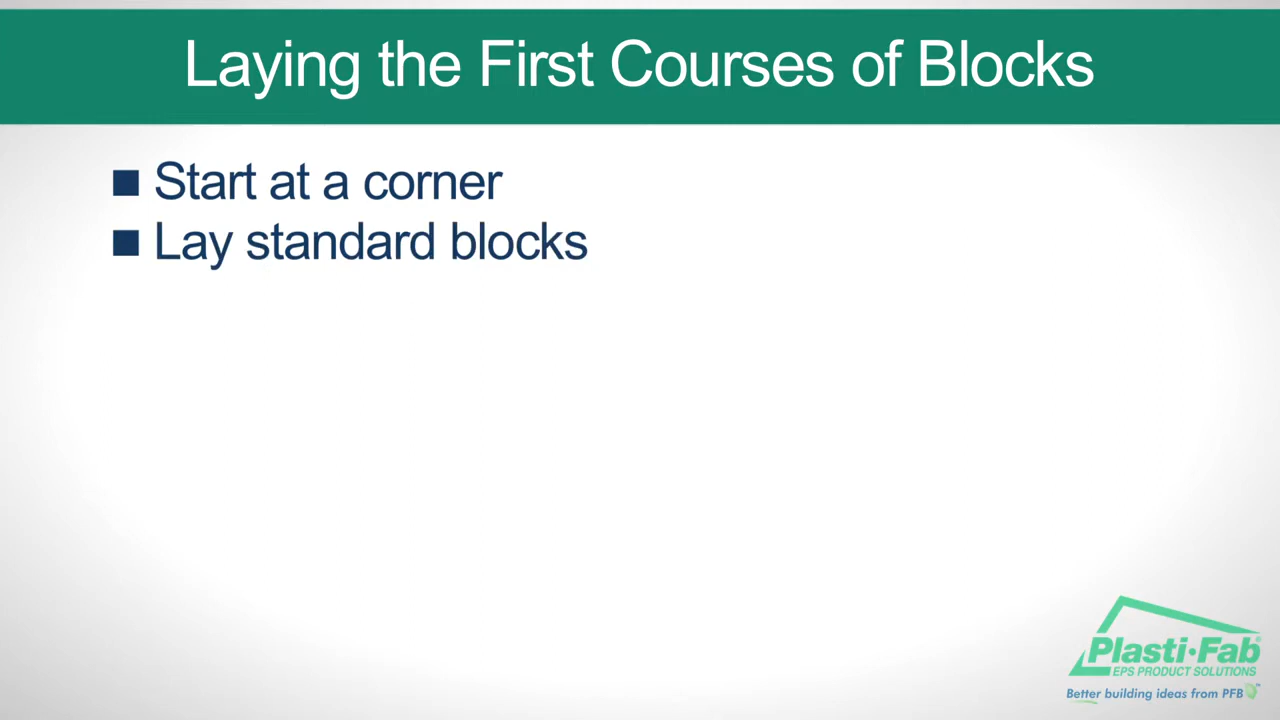 Laying the First Courses of Blocks
Start at a corner
Lay standard blocks
Plasti·Fab®
EPS PRODUCT SOLUTIONS
Better building ideas from PFB™